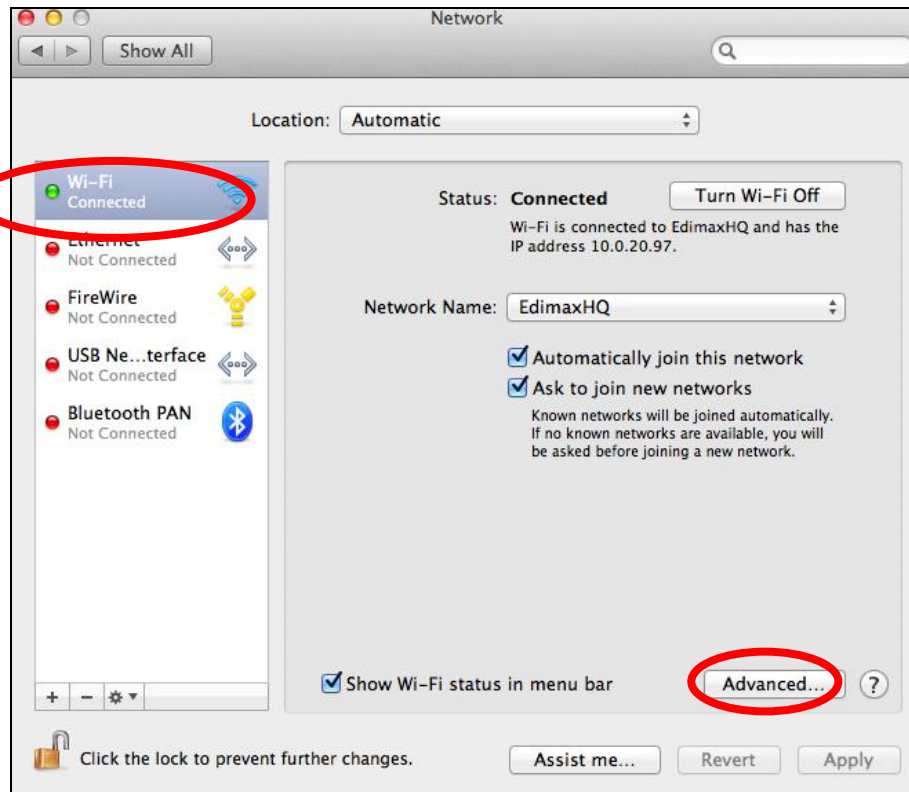 Network
Show All
Location: Automatic
Wi-Fi
Connected
Ethernet
Not Connected
FireWire
Not Connected
USB Ne...terface
Not Connected
Bluetooth PAN
Not Connected
Status: Connected
Turn Wi-Fi Off
Wi-Fi is connected to EdimaxHQ and has the
IP address 10.0.20.97.
Network Name: EdimaxHQ
Automatically join this network
Ask to join new networks
Known networks will be joined automatically.
If no known networks are available, you will
be asked before joining a new network.
Show Wi-Fi status in menu bar
Advanced...
?
Click the lock to prevent further changes.
Assist me...
Revert
Apply